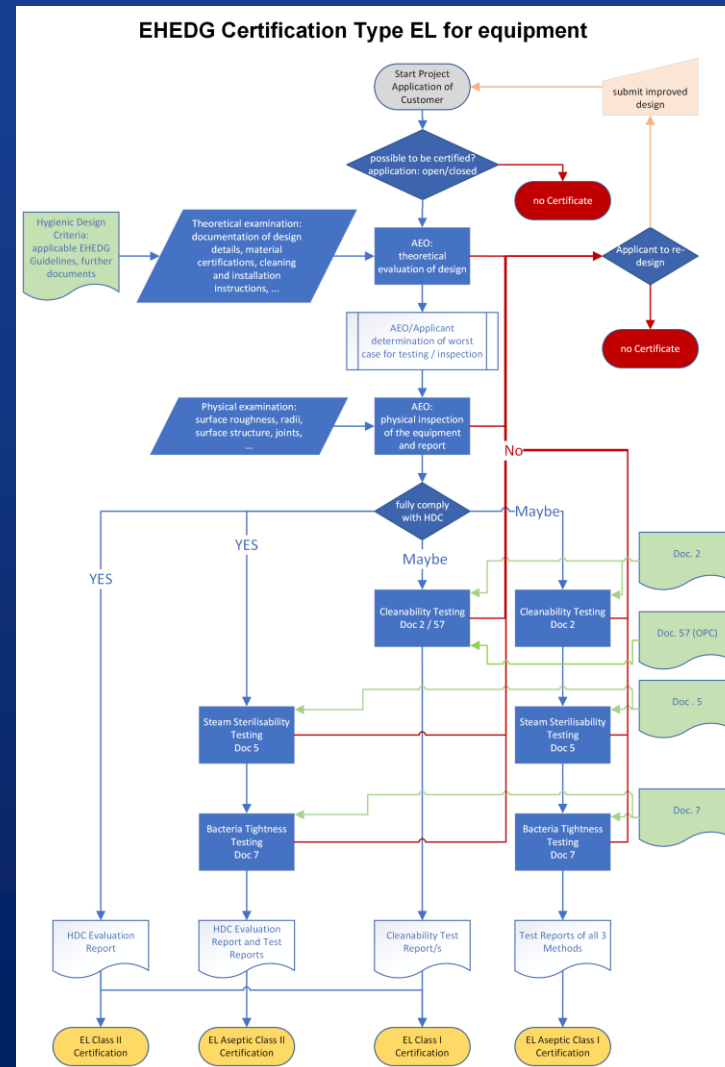 EHEDG Certification Type EL for equipment
Start Project
Application of
Customer
submit improved
design
possible to be certified?
application: open/closed
no Certificate
Hygienic Design
Criteria:
applicable EHEDG
Guidelines, further
documents
Theoretical examination:
documentation of design
details, material
certifications, cleaning
and installation
instructions, ...
AEO:
theoretical
evaluation of design
Applicant to re-
design
no Certificate
AEO/Applicant
determination of worst
case for testing / inspection
Physical examination:
surface roughness, radii,
surface structure, joints,
...
AEO:
physical inspection
of the equipment
and report
No
fully comply
with HDC
Maybe
YES
YES
Maybe
Doc. 2
Cleanability Testing
Doc 2 / 57
Cleanability Testing
Doc 2
Doc. 57 (OPC)
Doc . 5
Steam Sterilisability
Testing
Doc 5
Steam Sterilisability
Testing
Doc 5
Doc. 7
Bacteria Tightness
Testing
Doc 7
Bacteria Tightness
Testing
Doc 7
HDC Evaluation
Report
HDC Evaluation
Report and Test
Reports
Cleanability Test
Report/s
Test Reports of all 3
Methods
EL Class II
Certification
EL Aseptic Class II
Certification
EL Class I
Certification
EL Aseptic Class I
Certification